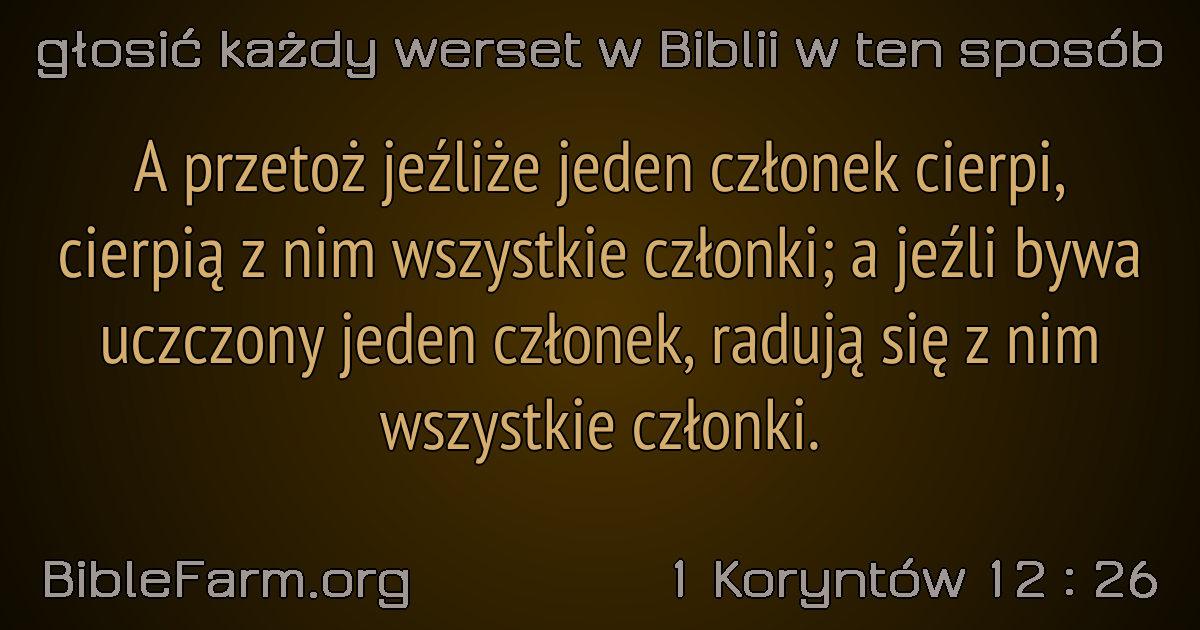 głosić każdy werset w Biblii w ten sposób
A przetoż jeźliże jeden członek cierpi,
cierpią z nim wszystkie członki; a jeźli bywa
uczczony jeden członek, radują się z nim
wszystkie członki.
BibleFarm.org
1 Koryntów 12 : 26